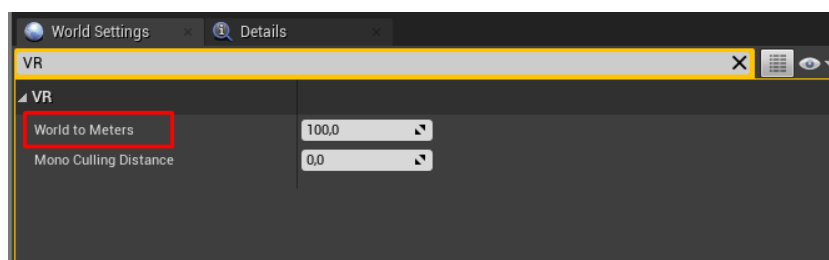 World Settings Details
VR
VR
World to Meters 100,0
Mono Culling Distance 0,0